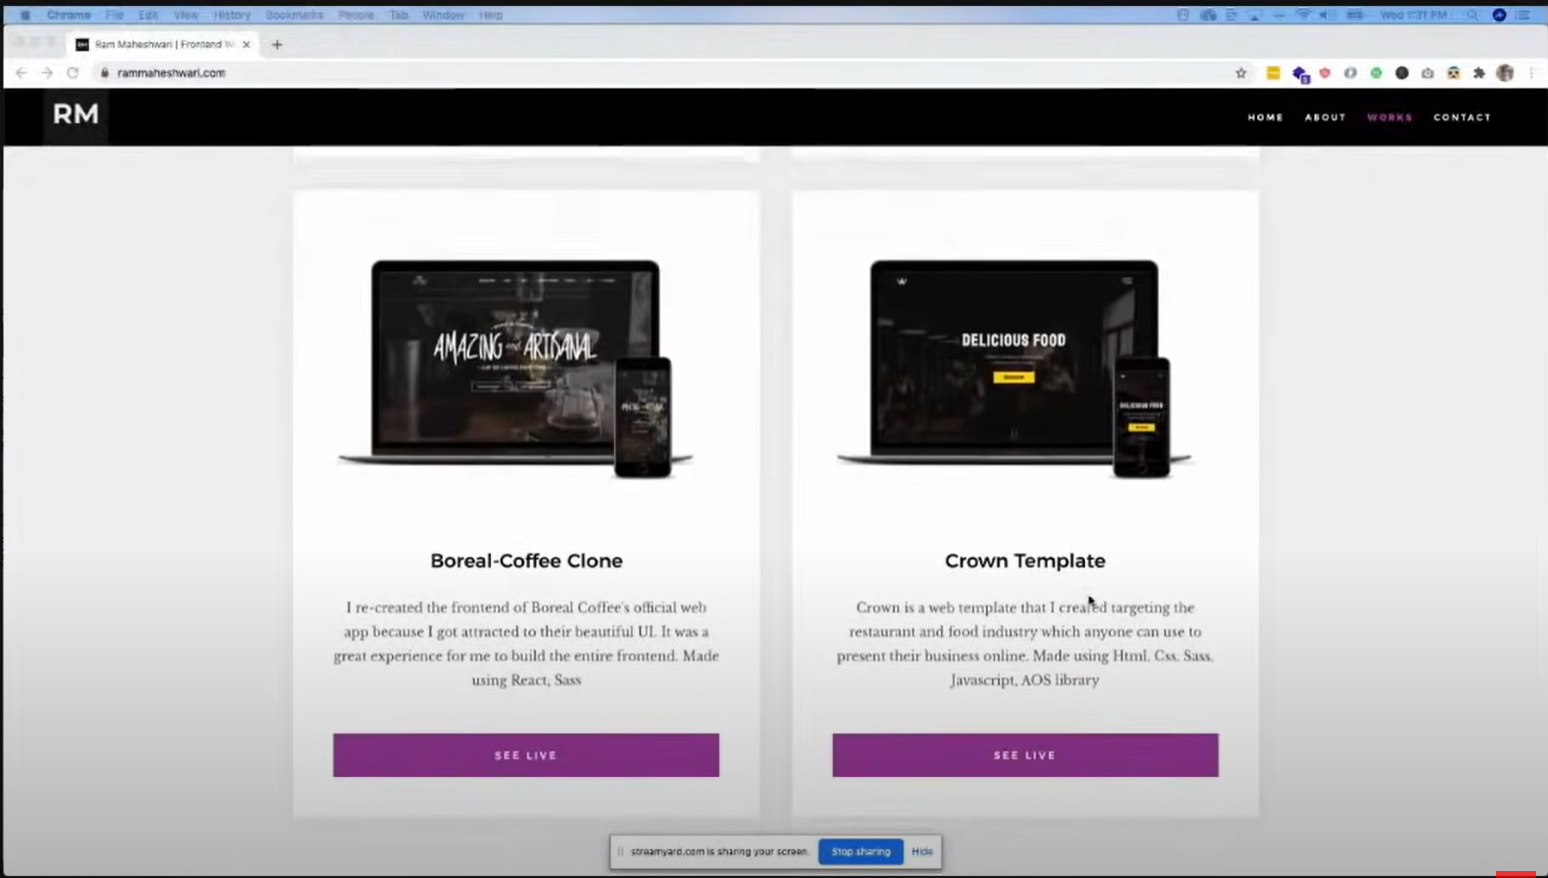 Chrome File Edit View History Bookmarks People Tab Window Help
Ram Maheshwari | Frontend W
rammaheshwari.com
RM
HOME ABOUT WORKS CONTACT
AMAZING and ARTISANAL
DELICIOUS FOOD
DELICIOUS FOOD
Boreal-Coffee Clone
I re-created the frontend of Boreal Coffee's official web
app because I got attracted to their beautiful UI. It was a
great experience for me to build the entire frontend. Made
using React, Sass
SEE LIVE
Crown Template
Crown is a web template that I created targeting the
restaurant and food industry which anyone can use to
present their business online. Made using Html, Css, Sass,
Javascript, AOS library
SEE LIVE
streamyard.com is sharing your screen.
Stop sharing
Hide